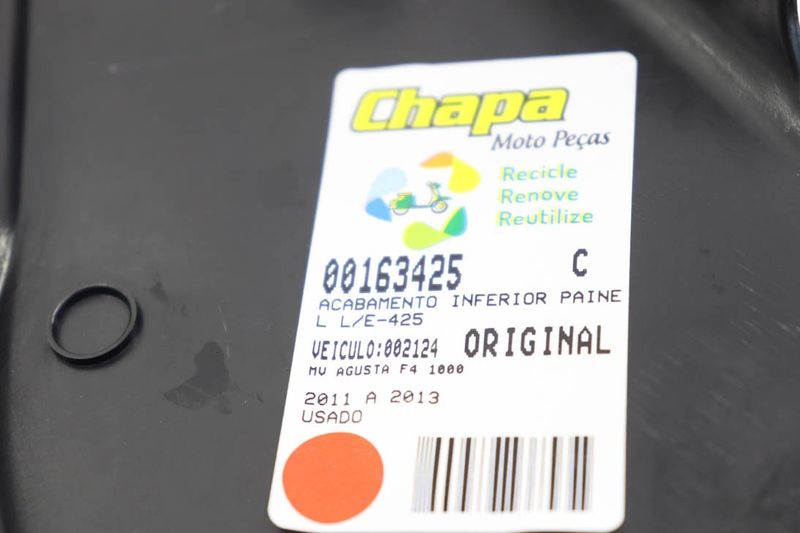 Chapa
Moto Peças
Recicle
Renove
Reutilize
00163425 C
ACABAMENTO INFERIOR PAINE
L L/E-425
VEICULO:002124 ORIGINAL
MV AGUSTA F4 1000
2011 A 2013
USADO